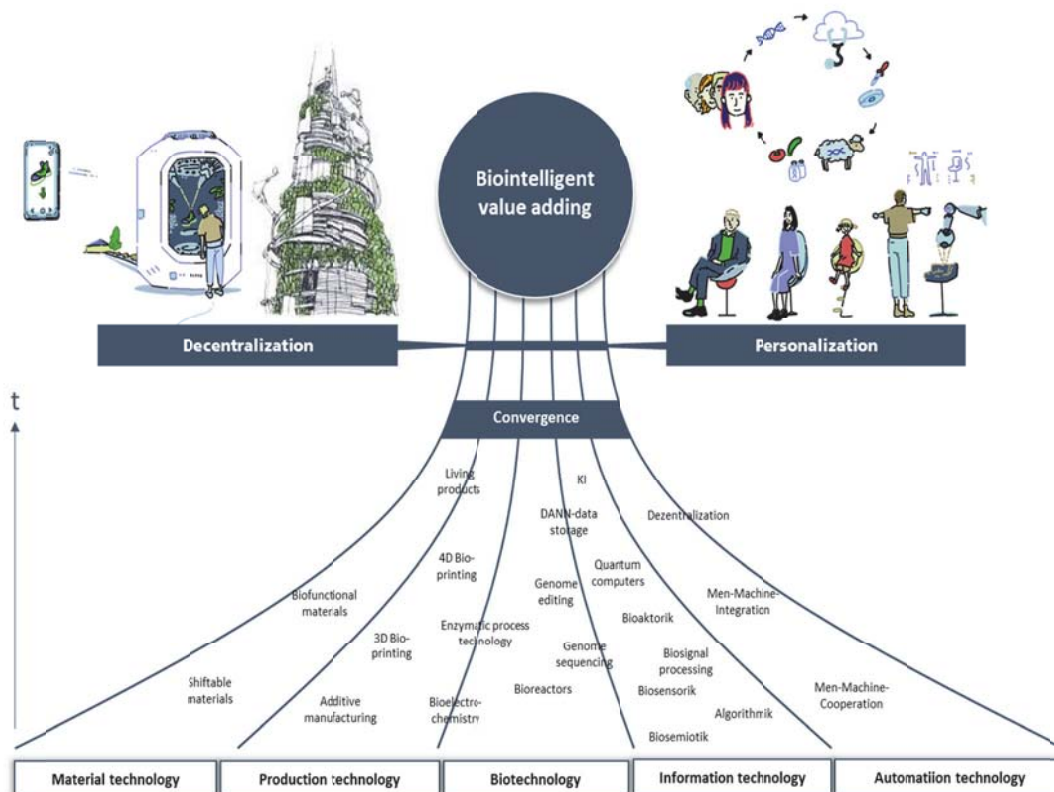 Biointelligent
value adding
Decentralization
Personalization
t
Convergence
Living
products
KI
DANN-data
storage
Dezentralization
4D Bio-
printing
Quantum
computers
Genome
editing
Biofunctional
materals
Men-Machine-
Integration
Bioaktorik
Enzymatic process
technology
3D Bio-
printing
Genome
sequencing
Biosignal
processing
Shiftable
materials
Bioreactors
Biosensorik
Men-Machine-
Cooperation
Additive
manufacturing
Bioelectro-
chemistry
Algorithmik
Biosemiotik
Material technology
Production technology
Biotechnology
Information technology
Automatiion technology